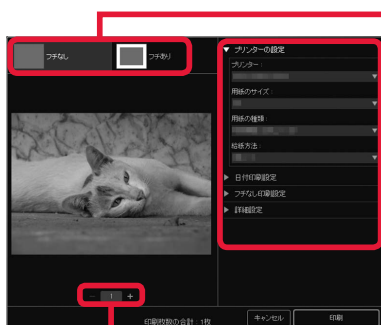 フチなし
フチあり
▼ プリンターの設定
プリンター:
用紙のサイズ:
用紙の種類:
給紙方法:
▶ 日付印刷設定
▶ フチなし印刷設定
▶ 詳細設定
− 1 +
印刷枚数の合計:1枚
キャンセル
印刷